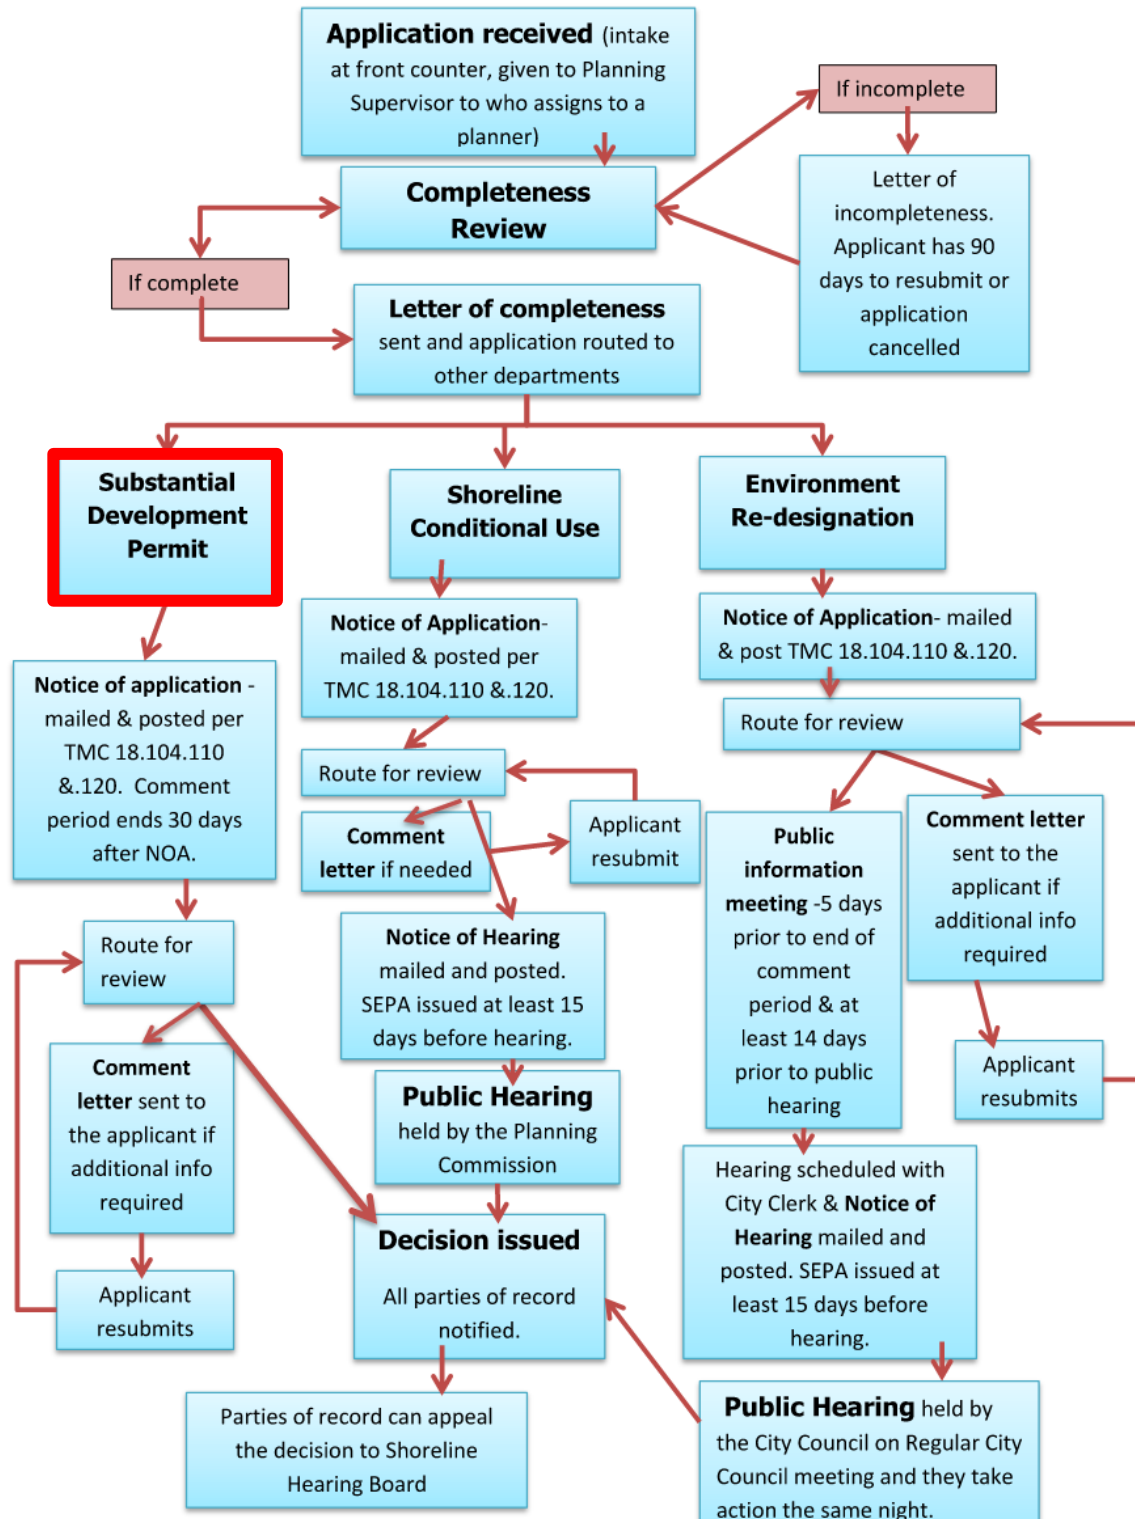 Application received (intake
at front counter, given to Planning
Supervisor to who assigns to a
planner)
If incomplete
Completeness
Review
Letter of
incompleteness.
Applicant has 90
days to resubmit or
application
cancelled
If complete
Letter of completeness
sent and application routed to
other departments
Substantial
Development
Permit
Shoreline
Conditional Use
Environment
Re-designation
Notice of application -
mailed & posted per
TMC 18.104.110
&.120.  Comment
period ends 30 days
after NOA.
Route for
review
Comment
letter sent to
the applicant if
additional info
required
Applicant
resubmits
Notice of Application-
mailed & posted per
TMC 18.104.110 &.120.
Route for review
Comment
letter if needed
Applicant
resubmit
Notice of Hearing
mailed and posted.
SEPA issued at least 15
days before hearing.
Public Hearing
held by the Planning
Commission
Decision issued
All parties of record
notified.
Parties of record can appeal
the decision to Shoreline
Hearing Board
Notice of Application- mailed
& post TMC 18.104.110 &.120.
Route for review
Public
information
meeting -5 days
prior to end of
comment
period & at
least 14 days
prior to public
hearing
Comment letter
sent to the
applicant if
additional info
required
Applicant
resubmits
Hearing scheduled with
City Clerk & Notice of
Hearing mailed and
posted. SEPA issued at
least 15 days before
hearing.
Public Hearing held by
the City Council on Regular City
Council meeting and they take
action the same night.